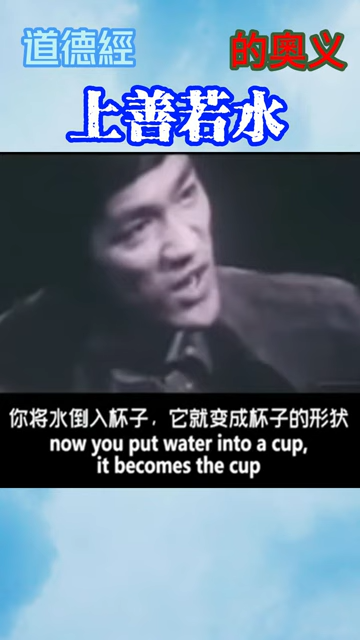 道德經 的奥义
上善若水
你将水倒入杯子，它就变成杯子的形状
now you put water into a cup,
it becomes the cup